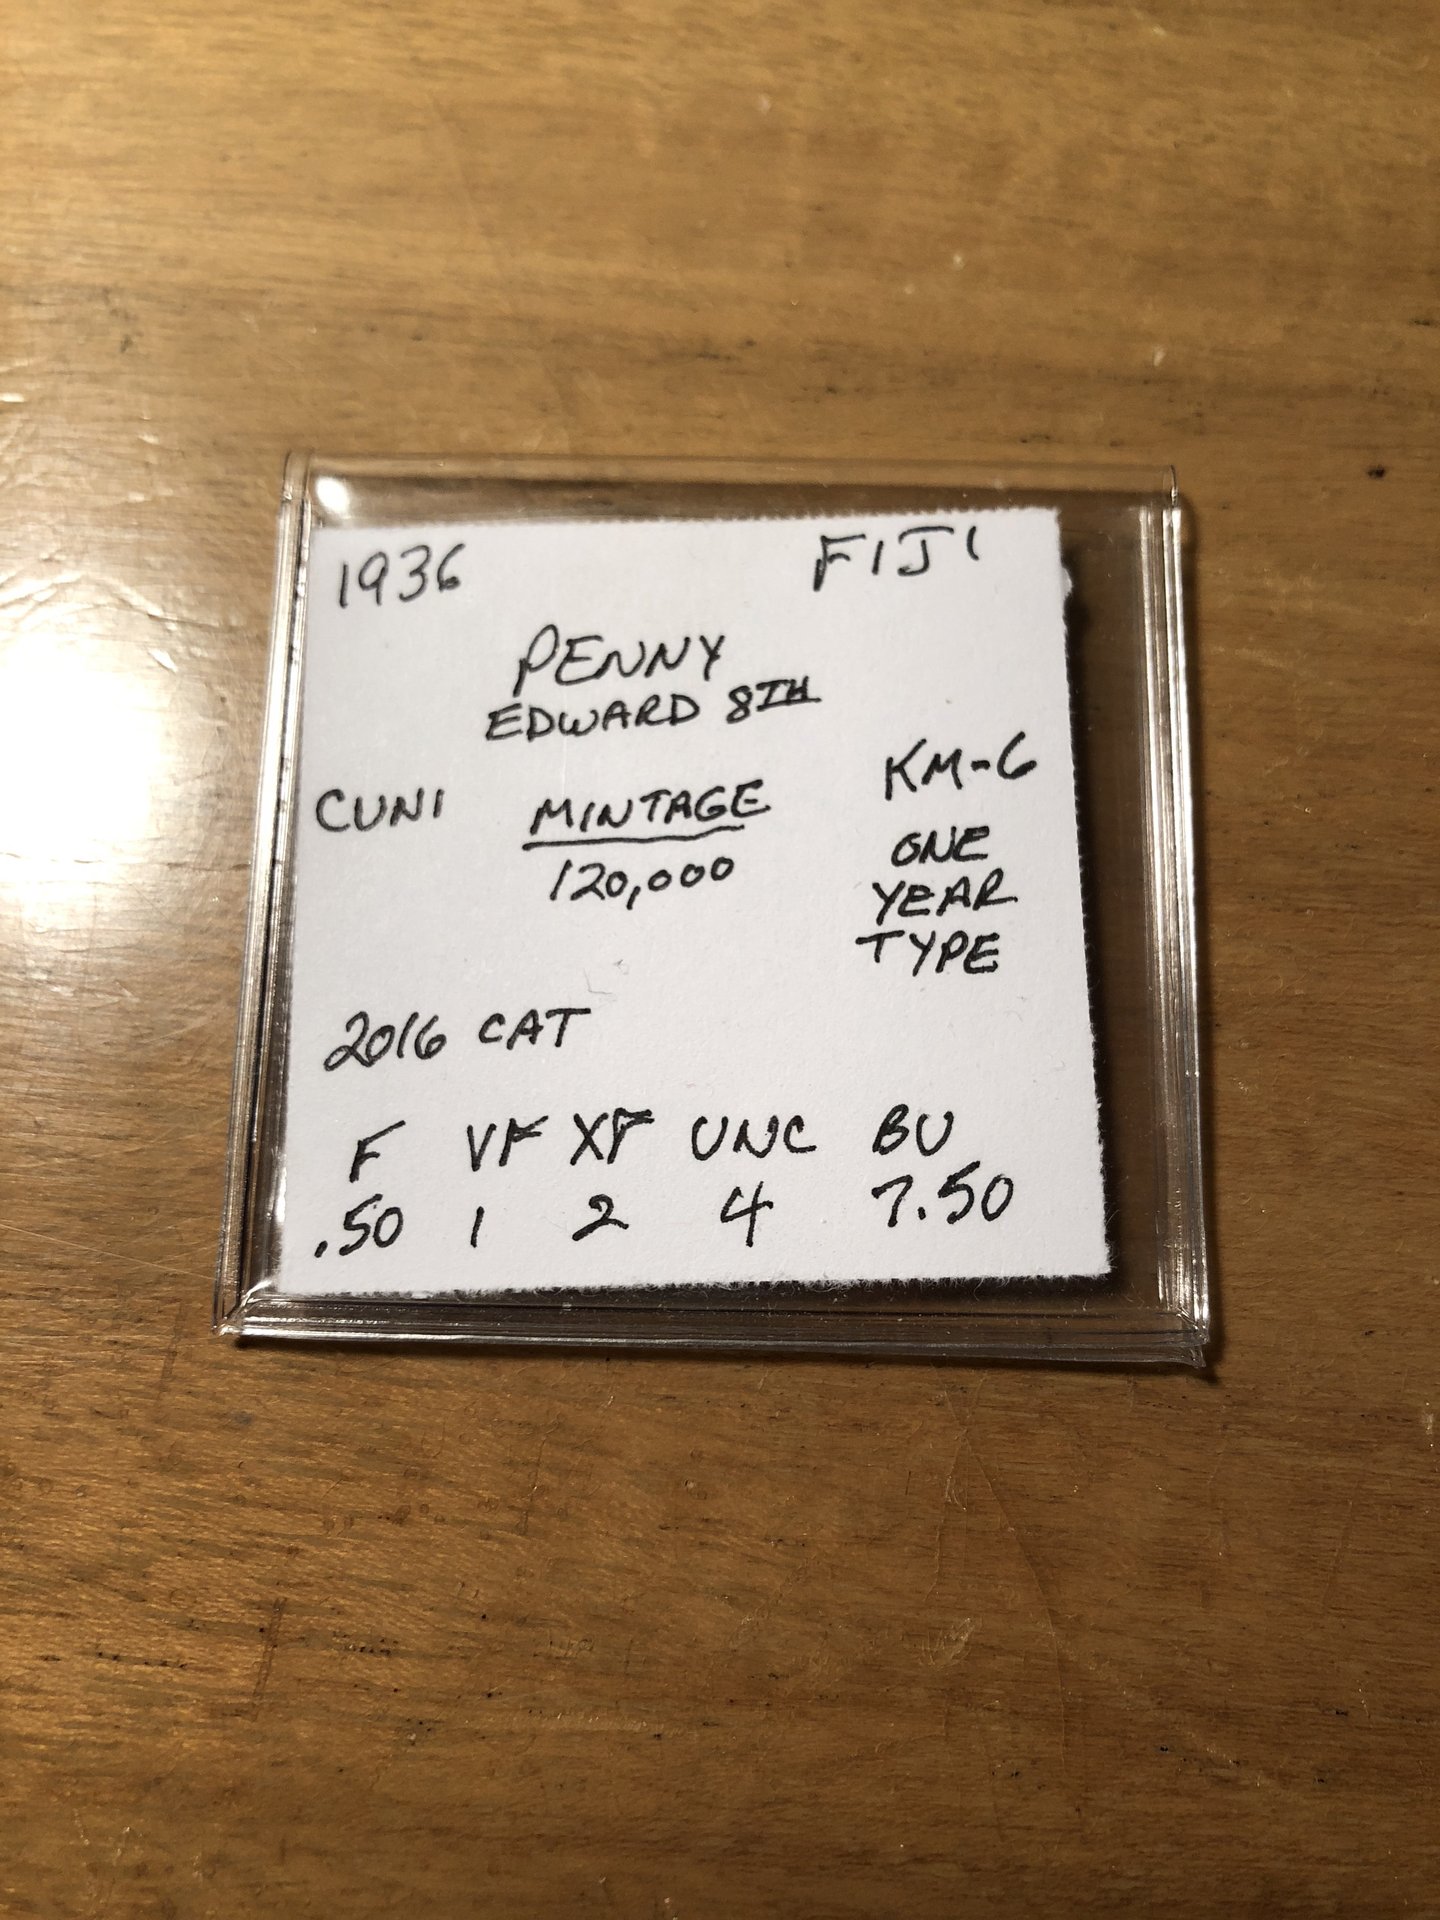 1936 FIJI
PENNY
EDWARD 8TH
CUNI MINTAGE KM-6
120,000 ONE
YEAR
TYPE
2016 CAT
F VF XF UNC BU
.50 1 2 4 7.50